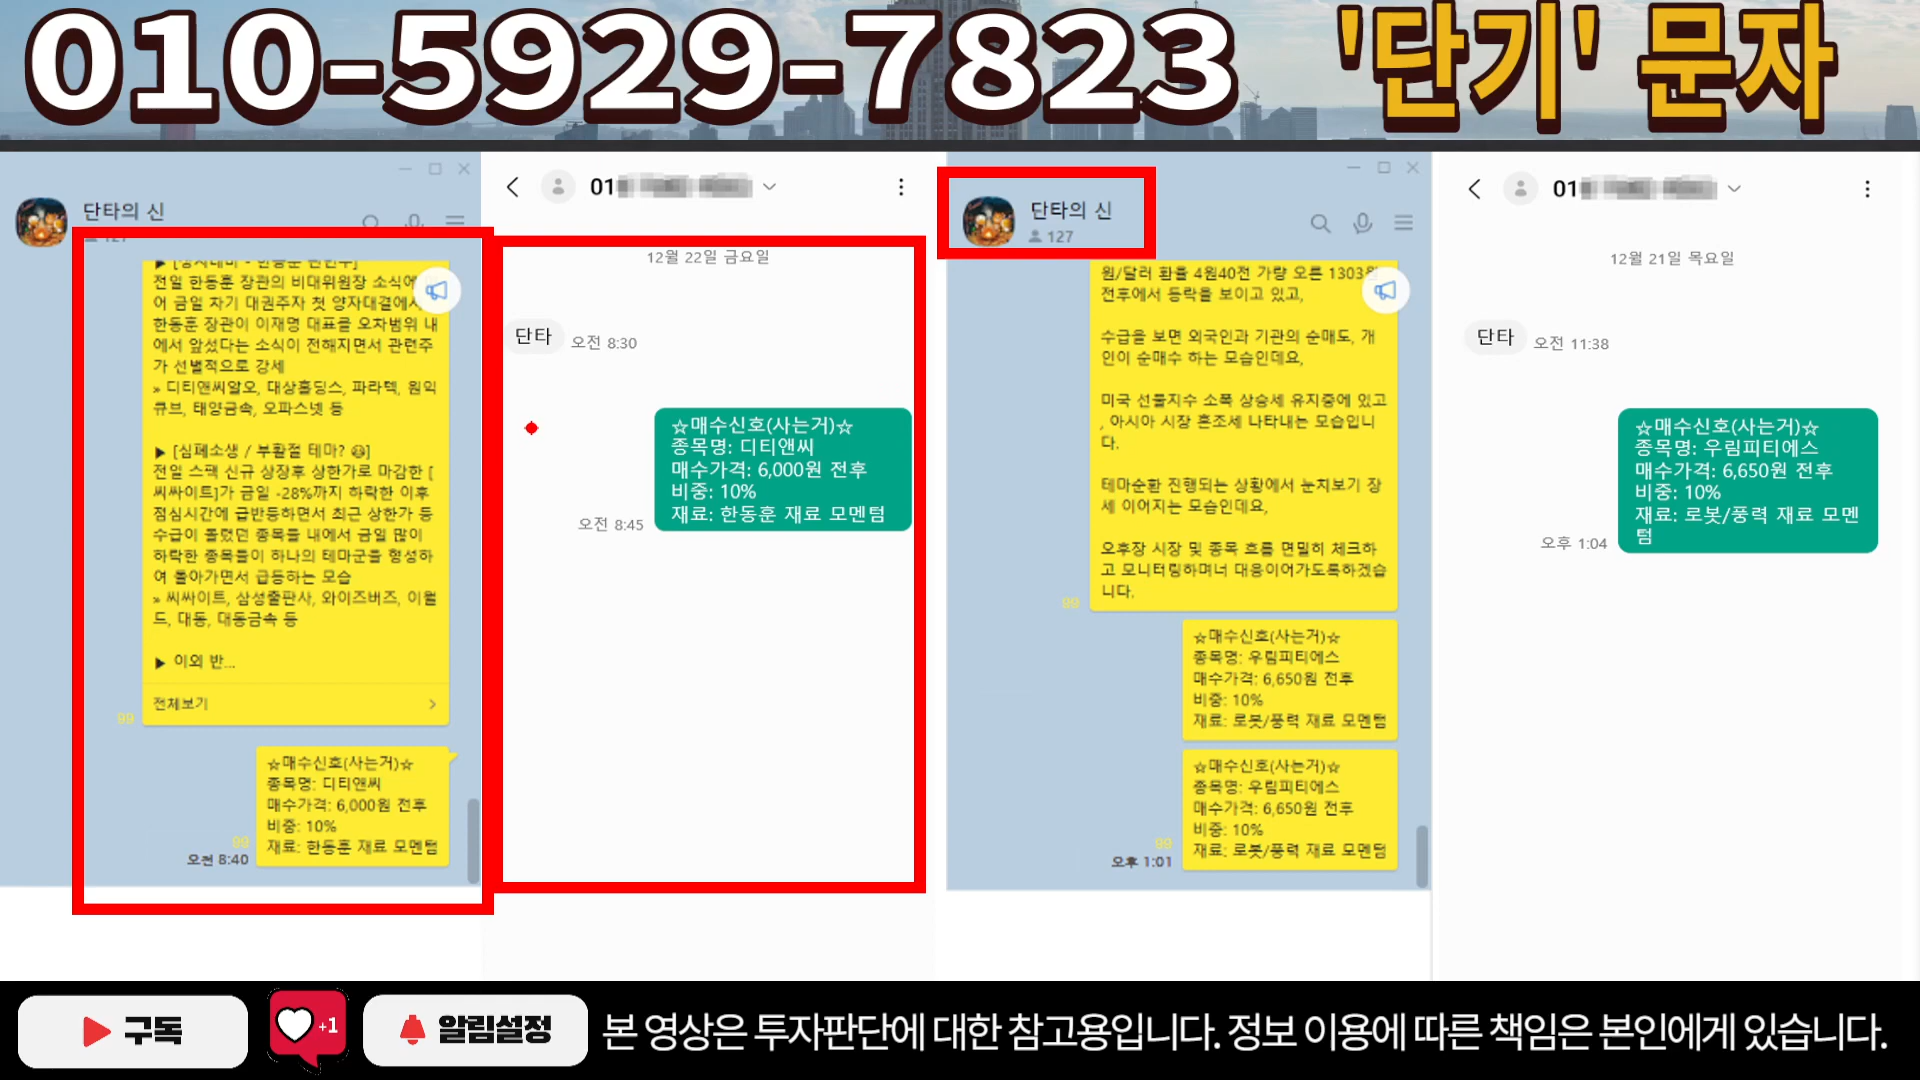 010-5929-7823 '단기' 문자
단타의 신
127
전일 한동훈 장관의 비대위원장 소식에
어 금일 차기 대권주자 첫 양자대결에서
한동훈 장관이 이재명 대표를 오차범위 내
에서 앞섰다는 소식이 전해지면서 관련주
가 선별적으로 강세
» 디티앤씨알오, 대상홀딩스, 파라텍, 원익
큐브, 태양금속, 오파스넷 등
▶ [심폐소생 / 부활절 테마? ]
전일 스팩 신규 상장후 상한가로 마감한 [
씨싸이트]가 금일 -28%까지 하락한 이후
점심시간에 급반등하면서 최근 상한가 등
수급이 몰렸던 종목들 내에서 금일 많이
하락한 종목들이 하나의 테마군을 형성하
여 돌아가면서 급등하는 모습
» 씨싸이트, 삼성출판사, 와이즈버즈, 이월
드, 대동, 대동금속 등
▶ 이외 반...
전체보기
99
☆매수신호(사는거)☆
종목명: 디티앤씨
매수가격: 6,000원 전후
비중: 10%
재료: 한동훈 재료 모멘텀
99
오전 8:40
01
12월 22일 금요일
단타
오전 8:30
☆매수신호(사는거)☆
종목명: 디티앤씨
매수가격: 6,000원 전후
비중: 10%
재료: 한동훈 재료 모멘텀
오전 8:45
단타의 신
127
원/달러 환율 4원40전 가량 오른 1303원
전후에서 등락을 보이고 있고,
수급을 보면 외국인과 기관의 순매도, 개
인이 순매수 하는 모습인데요,
미국 선물지수 소폭 상승세 유지중에 있고
, 아시아 시장 혼조세 나타내는 모습입니
다.
테마순환 진행되는 상황에서 눈치보기 장
세 이어지는 모습인데요,
오후장 시장 및 종목 흐름 면밀히 체크하
고 모니터링하며너 대응이어가도록하겠습
니다.
99
☆매수신호(사는거)☆
종목명: 우림피티에스
매수가격: 6,650원 전후
비중: 10%
재료: 로봇/풍력 재료 모멘텀
☆매수신호(사는거)☆
종목명: 우림피티에스
매수가격: 6,650원 전후
비중: 10%
재료: 로봇/풍력 재료 모멘텀
99
오후 1:01
01
12월 21일 목요일
단타
오전 11:38
☆매수신호(사는거)☆
종목명: 우림피티에스
매수가격: 6,650원 전후
비중: 10%
재료: 로봇/풍력 재료 모멘
텀
오후 1:04
구독
+1
알림설정
본 영상은 투자판단에 대한 참고용입니다. 정보 이용에 따른 책임은 본인에게 있습니다.